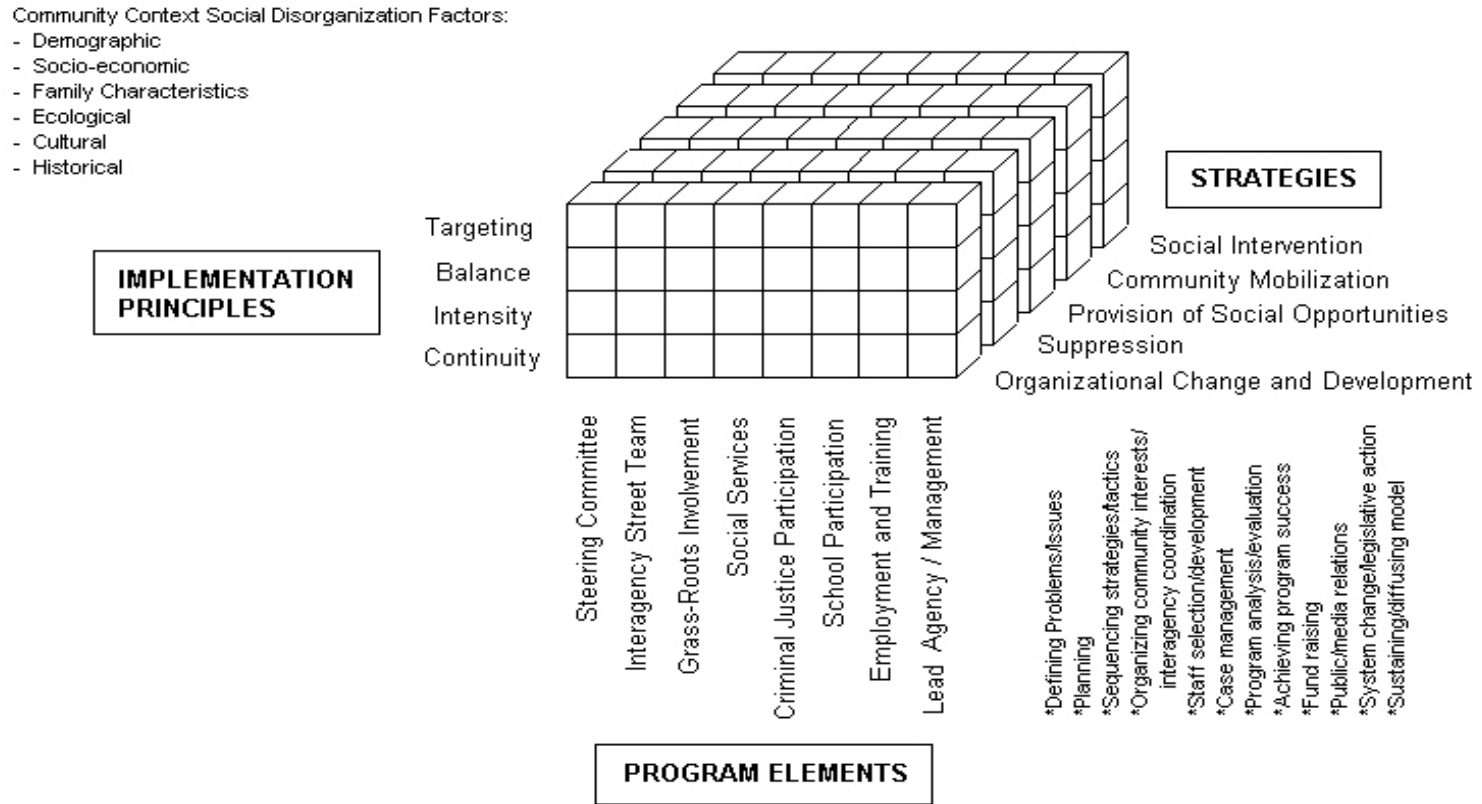 Community Context Social Disorganization Factors:
- Demographic
- Socio-economic
- Family Characteristics
- Ecological
- Cultural
- Historical
IMPLEMENTATION
PRINCIPLES
Targeting
Balance
Intensity
Continuity
STRATEGIES
Social Intervention
Community Mobilization
Provision of Social Opportunities
Suppression
Organizational Change and Development
Steering Committee
Interagency Street Team
Grass-Roots Involvement
Social Services
Criminal Justice Participation
School Participation
Employment and Training
Lead Agency / Management
*Defining Problems/Issues
*Planning
*Sequencing strategies/tactics
*Organizing community interests/
interagency coordination
*Staff selection/development
*Case management
*Program analysis/evaluation
*Achieving program success
*Fund raising
*Public/media relations
*System change/legislative action
*Sustaining/diffusing model
PROGRAM ELEMENTS